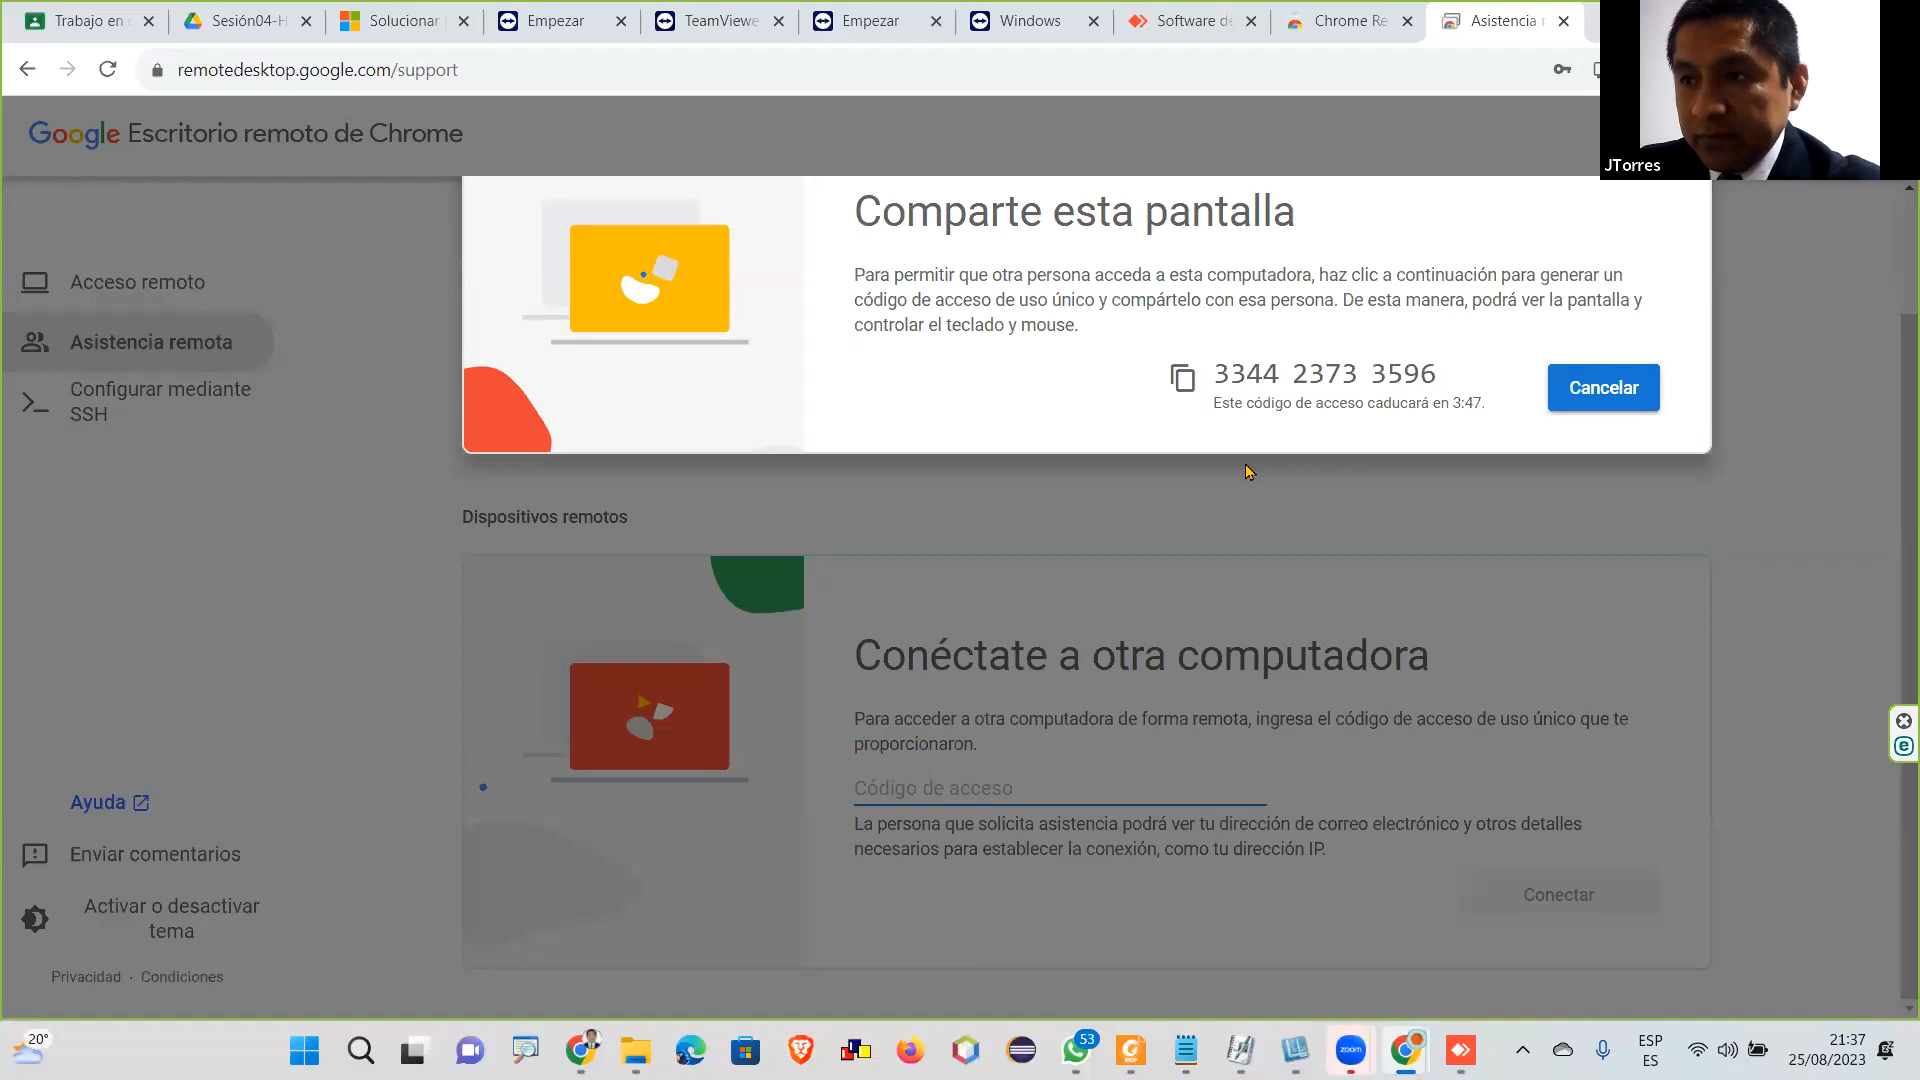 Trabajo en
Sesión04-H
Solucionar
Empezar
TeamViewe
Empezar
Windows
Software de
Chrome Re
Asistencia
remotedesktop.google.com/support
JTorres
Google Escritorio remoto de Chrome
Acceso remoto
Asistencia remota
Configurar mediante
SSH
Ayuda
Enviar comentarios
Activar o desactivar
tema
Privacidad · Condiciones
Comparte esta pantalla
Para permitir que otra persona acceda a esta computadora, haz clic a continuación para generar un
código de acceso de uso único y compártelo con esa persona. De esta manera, podrá ver la pantalla y
controlar el teclado y mouse.
3344 2373 3596
Este código de acceso caducará en 3:47.
Cancelar
Dispositivos remotos
Conéctate a otra computadora
Para acceder a otra computadora de forma remota, ingresa el código de acceso de uso único que te
proporcionaron.
Código de acceso
La persona que solicita asistencia podrá ver tu dirección de correo electrónico y otros detalles
necesarios para establecer la conexión, como tu dirección IP.
Conectar
20°
53
zoom
ESP
ES
21:37
25/08/2023